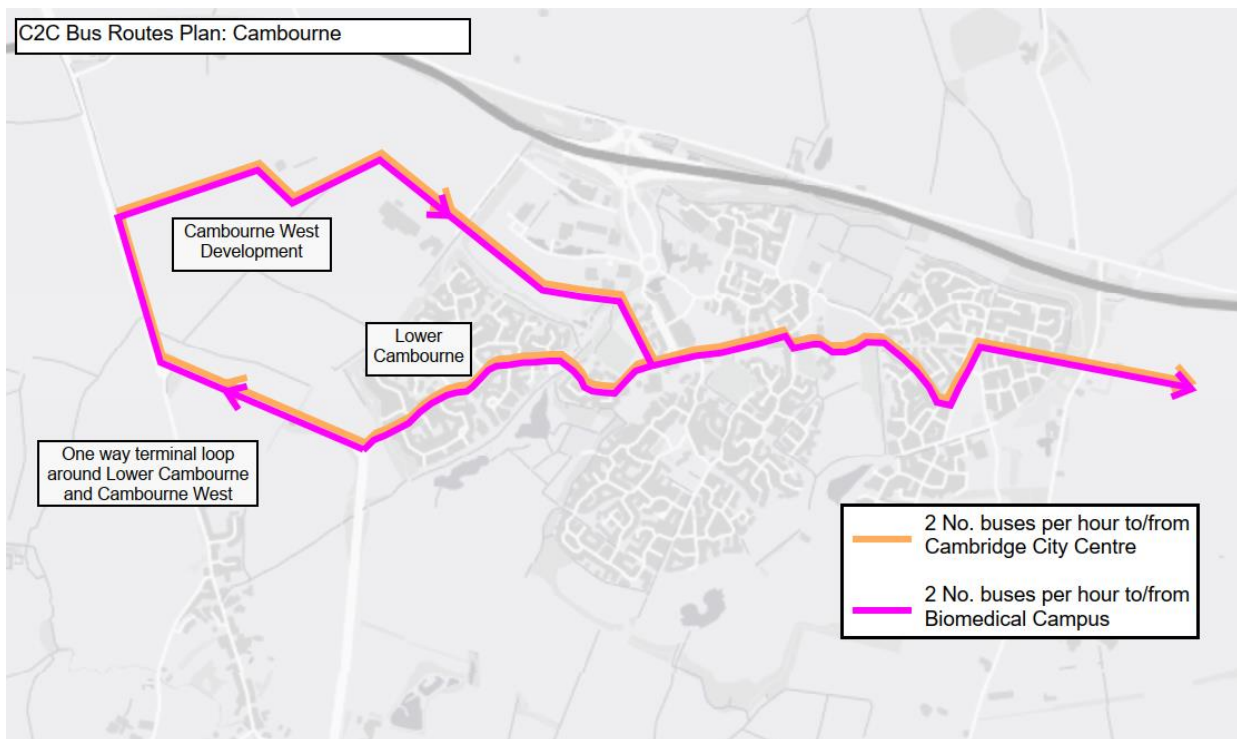 C2C Bus Routes Plan: Cambourne
Cambourne West
Development
Lower
Cambourne
One way terminal loop
around Lower Cambourne
and Cambourne West
2 No. buses per hour to/from
Cambridge City Centre
2 No. buses per hour to/from
Biomedical Campus